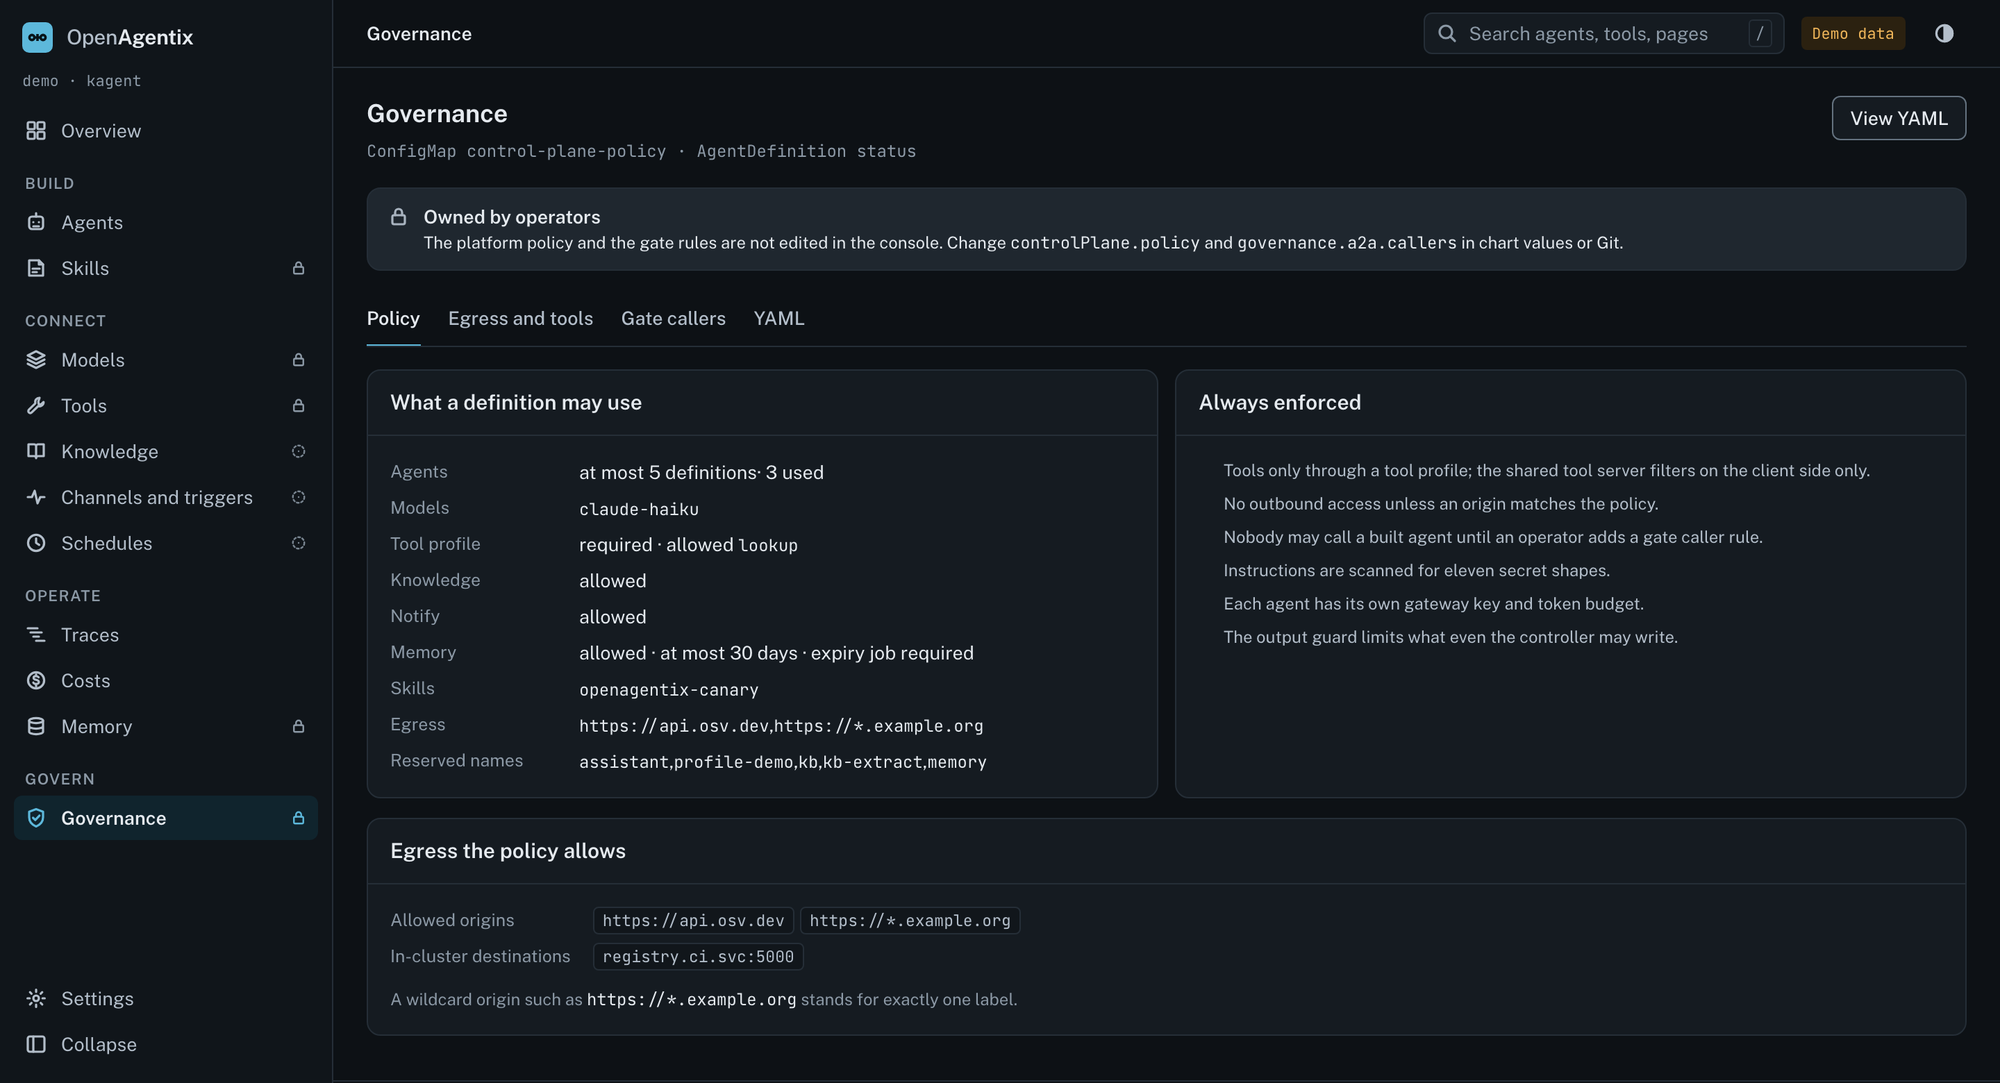 OpenAgentix
demo · kagent
Overview
BUILD
Agents
Skills
CONNECT
Models
Tools
Knowledge
Channels and triggers
Schedules
OPERATE
Traces
Costs
Memory
GOVERN
Governance
Settings
Collapse
Governance
Search agents, tools, pages /
Demo data
Governance
View YAML
ConfigMap control-plane-policy · AgentDefinition status
Owned by operators
The platform policy and the gate rules are not edited in the console. Change controlPlane.policy and governance.a2a.callers in chart values or Git.
Policy Egress and tools Gate callers YAML
What a definition may use
Agents at most 5 definitions· 3 used
Models claude-haiku
Tool profile required · allowed lookup
Knowledge allowed
Notify allowed
Memory allowed · at most 30 days · expiry job required
Skills openagentix-canary
Egress https://api.osv.dev,https://*.example.org
Reserved names assistant,profile-demo,kb,kb-extract,memory
Always enforced
Tools only through a tool profile; the shared tool server filters on the client side only.
No outbound access unless an origin matches the policy.
Nobody may call a built agent until an operator adds a gate caller rule.
Instructions are scanned for eleven secret shapes.
Each agent has its own gateway key and token budget.
The output guard limits what even the controller may write.
Egress the policy allows
Allowed origins https://api.osv.dev https://*.example.org
In-cluster destinations registry.ci.svc:5000
A wildcard origin such as https://*.example.org stands for exactly one label.